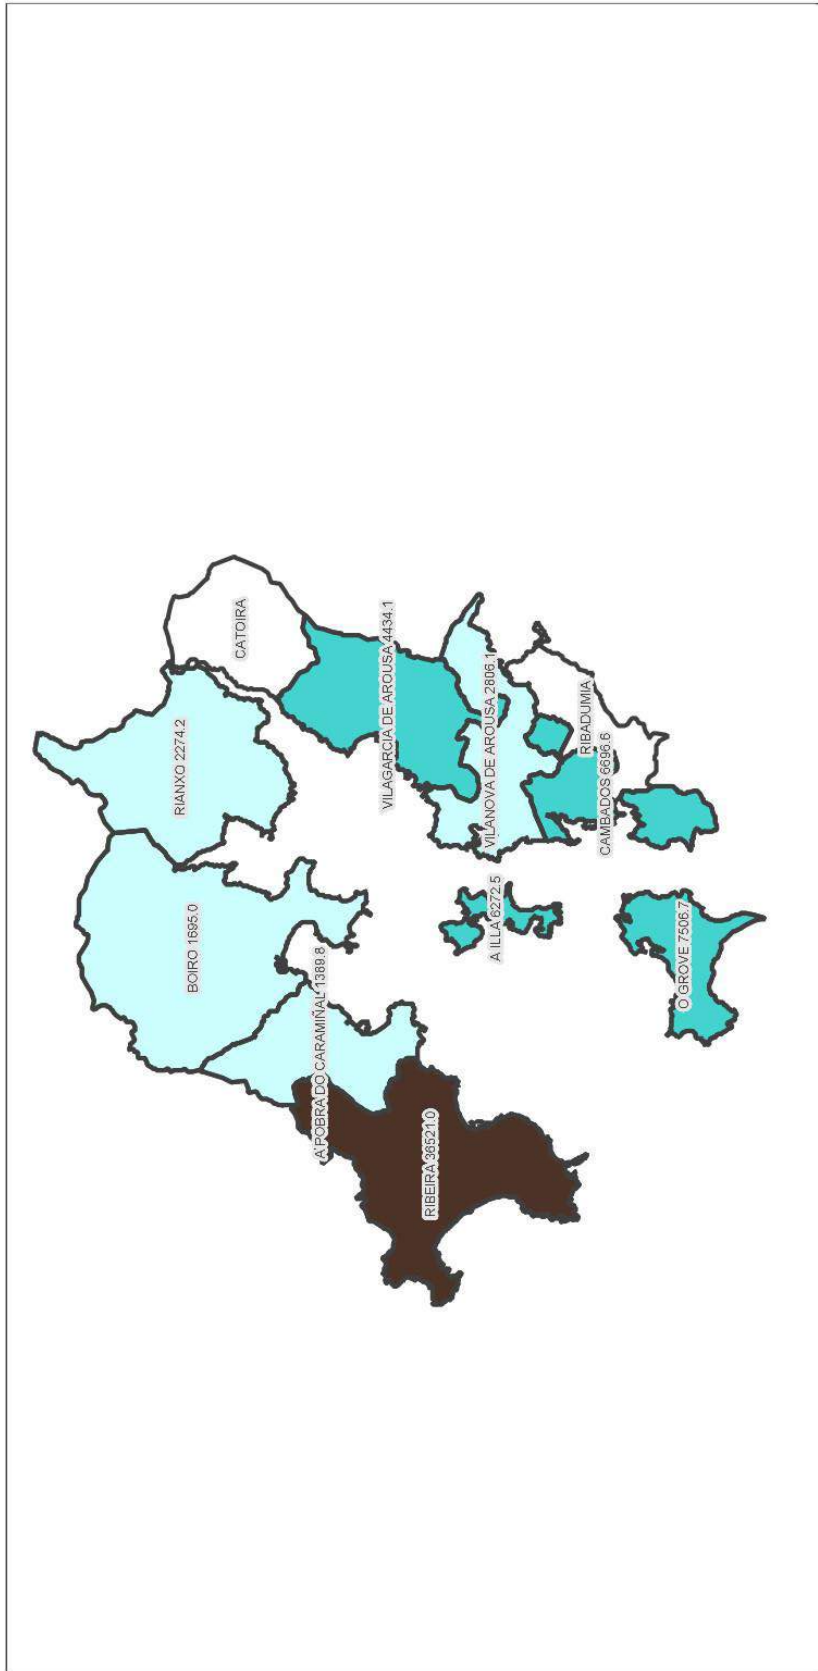 CATOIRA
RIANXO 2274.2
BOIRO 1695.0
A POBRA DO CARAMIÑAL 1389.8
VILAGARCIA DE AROUSA 4434.1
RIBEIRA 36521.0
VILANOVA DE AROUSA 2806.1
A ILLA 6272.5
RIBADUMIA
CAMBADOS 6696.6
O GROVE 7506.7